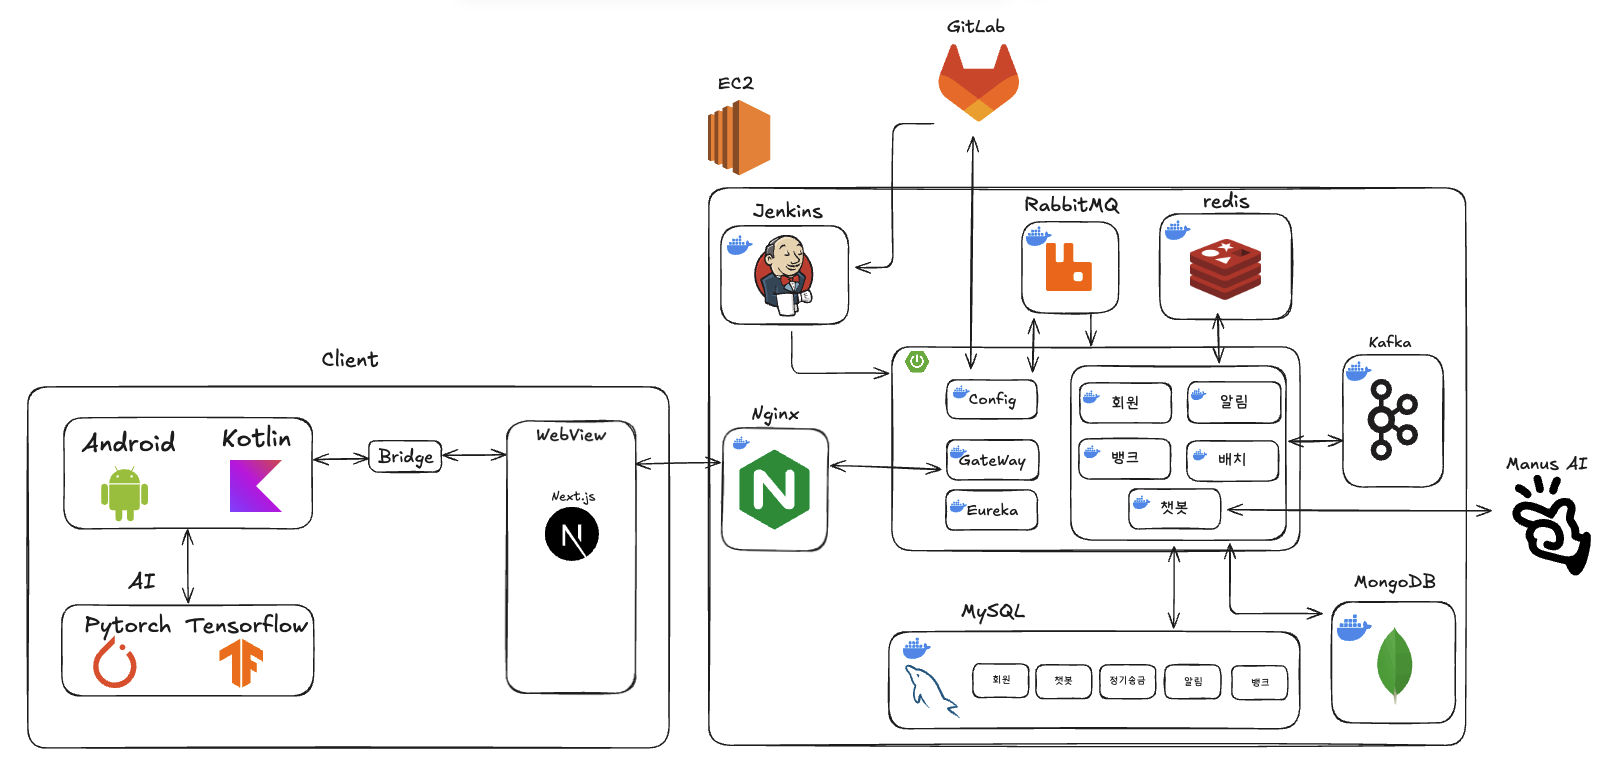 GitLab
EC2
Jenkins
RabbitMQ
redis
Client
Kafka
Config
회원
알림
Android
Kotlin
WebView
Nginx
Bridge
GateWay
뱅크
배치
Manus AI
Next.js
Eureka
챗봇
AI
MongoDB
MySQL
Pytorch
Tensorflow
회원
챗봇
정기송금
알림
뱅크